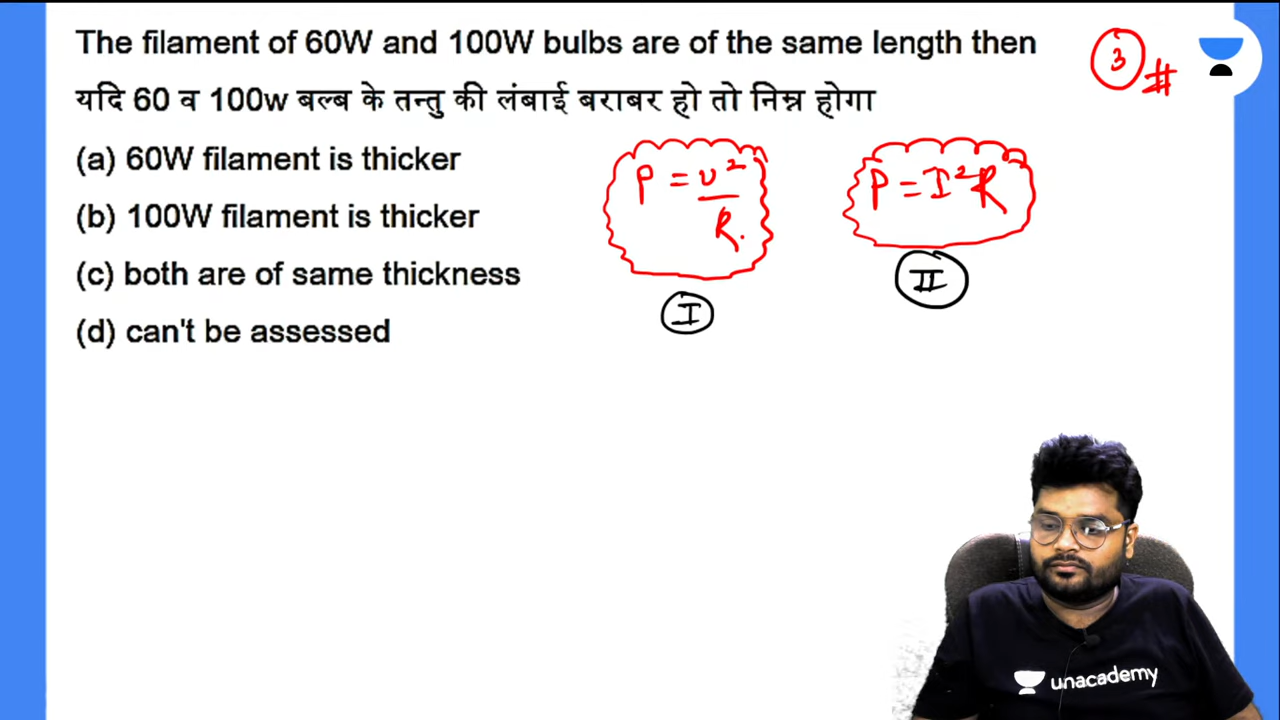 The filament of 60W and 100W bulbs are of the same length then
3 #
यदि 60 व 100w बल्ब के तन्तु की लंबाई बराबर हो तो निम्न होगा
(a) 60W filament is thicker
(b) 100W filament is thicker
(c) both are of same thickness
(d) can't be assessed
P = v²/R.
I
P = I²R
II
unacademy